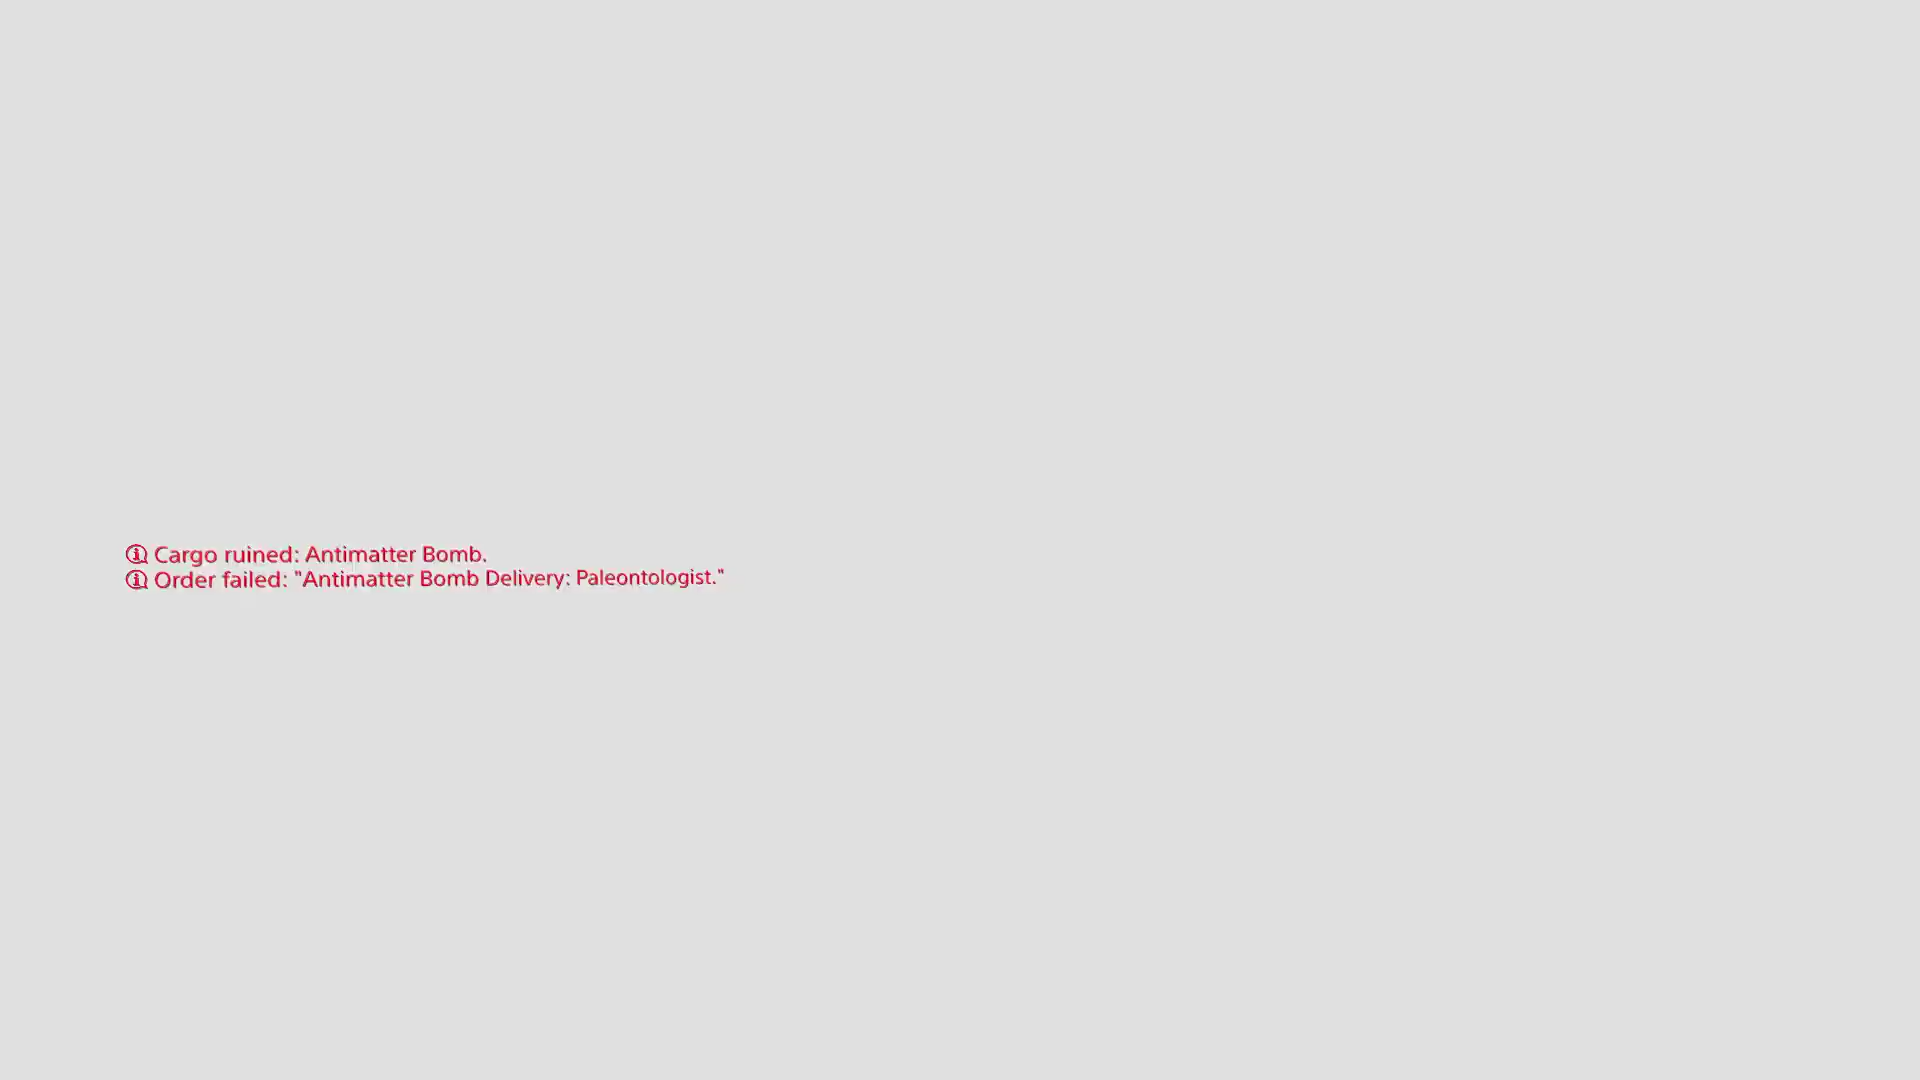 Cargo ruined: Antimatter Bomb.
Order failed: "Antimatter Bomb Delivery: Paleontologist."